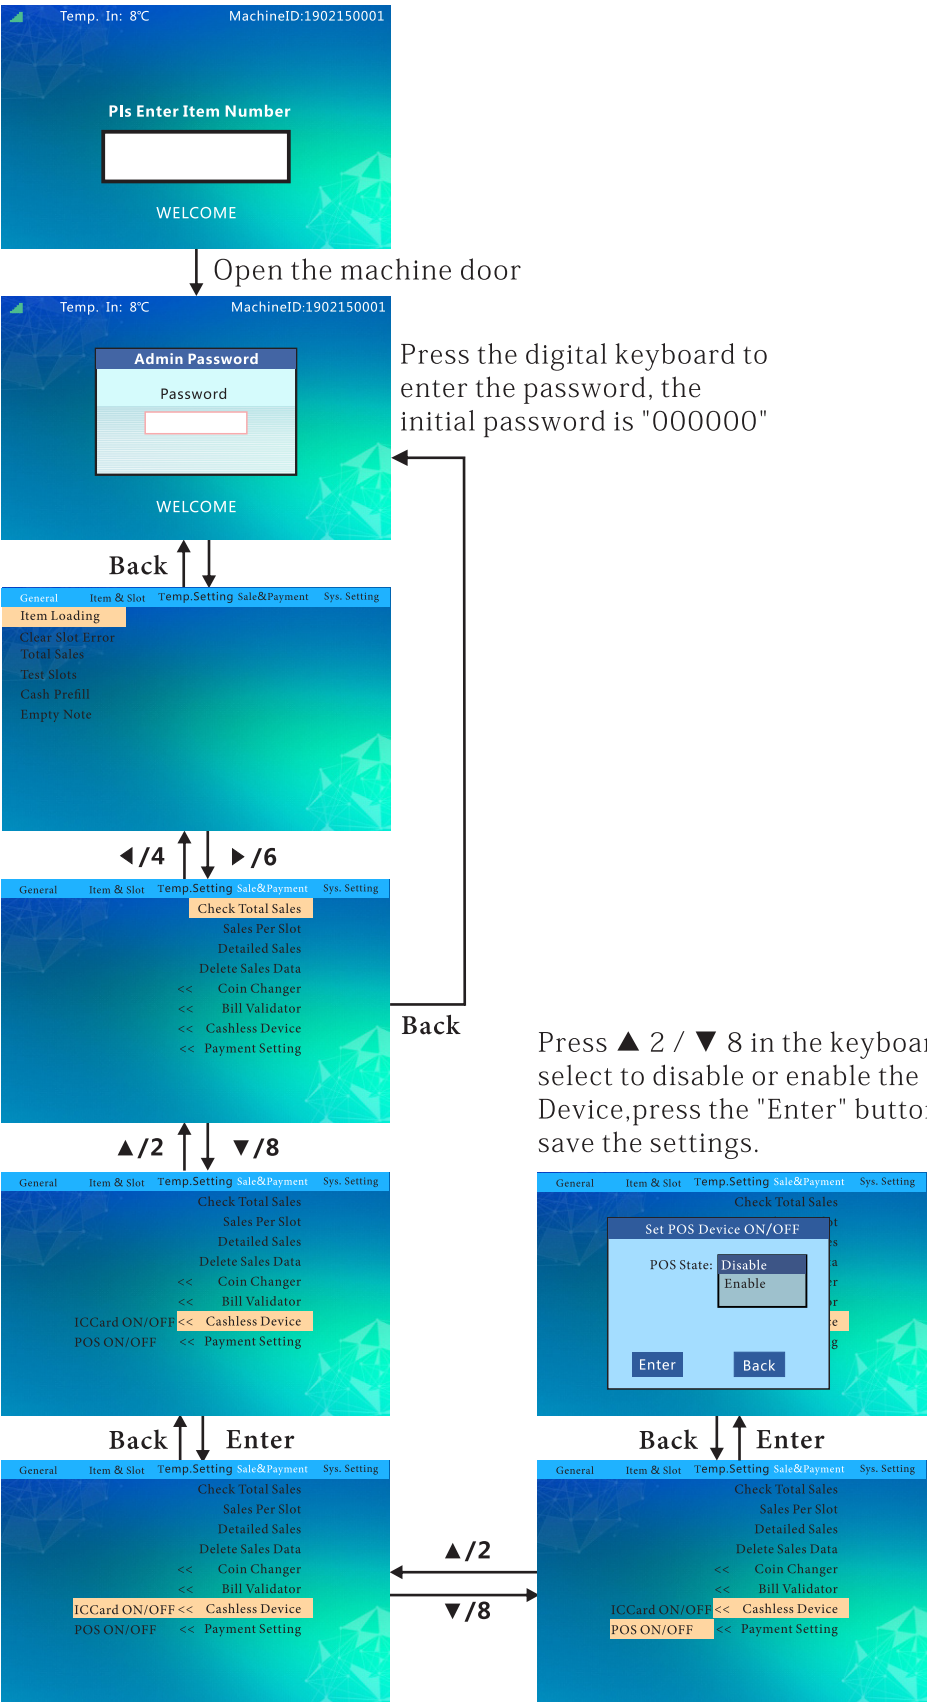 Temp. In: 8℃ MachineID:1902150001
Pls Enter Item Number
WELCOME
Open the machine door
Temp. In: 8℃ MachineID:1902150001
Admin Password
Password
WELCOME
Press the digital keyboard to
enter the password, the
initial password is "000000"
Back
General Item & Slot Temp.Setting Sale&Payment Sys. Setting
Item Loading
Clear Slot Error
Total Sales
Test Slots
Cash Prefill
Empty Note
◀/4 ▶/6
General Item & Slot Temp.Setting Sale&Payment Sys. Setting
Check Total Sales
Sales Per Slot
Detailed Sales
Delete Sales Data
<< Coin Changer
<< Bill Validator
<< Cashless Device
<< Payment Setting
Back
▲/2 ▼/8
General Item & Slot Temp.Setting Sale&Payment Sys. Setting
Check Total Sales
Sales Per Slot
Detailed Sales
Delete Sales Data
<< Coin Changer
<< Bill Validator
ICCard ON/OFF << Cashless Device
POS ON/OFF << Payment Setting
Back Enter
General Item & Slot Temp.Setting Sale&Payment Sys. Setting
Check Total Sales
Sales Per Slot
Detailed Sales
Delete Sales Data
<< Coin Changer
<< Bill Validator
ICCard ON/OFF << Cashless Device
POS ON/OFF << Payment Setting
▲/2
▼/8
Press ▲ 2 / ▼ 8 in the keyboar
select to disable or enable the
Device,press the "Enter" button
save the settings.
General Item & Slot Temp.Setting Sale&Payment Sys. Setting
Check Total Sales
Set POS Device ON/OFF
POS State: Disable
Enable
Enter Back
Back Enter
General Item & Slot Temp.Setting Sale&Payment Sys. Setting
Check Total Sales
Sales Per Slot
Detailed Sales
Delete Sales Data
<< Coin Changer
<< Bill Validator
ICCard ON/OFF << Cashless Device
POS ON/OFF << Payment Setting